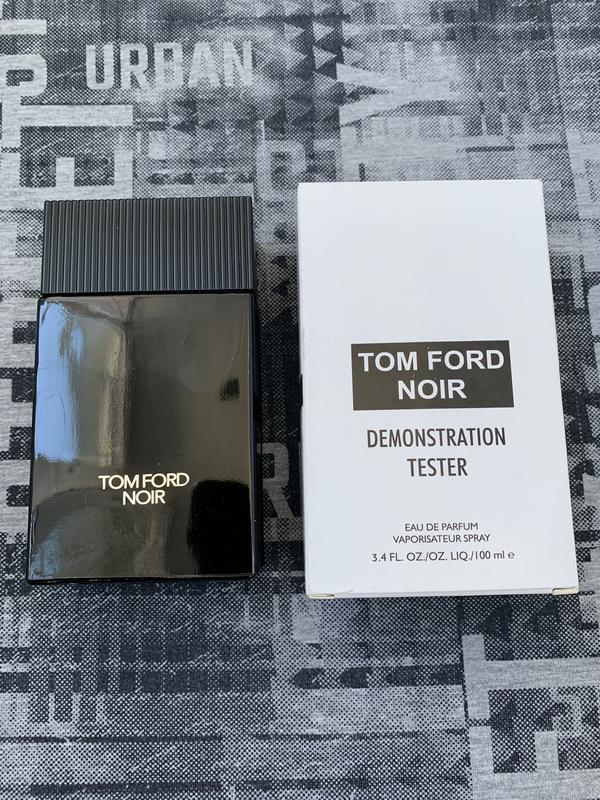 URBAN
TOM FORD
NOIR
TOM FORD
NOIR
DEMONSTRATION
TESTER
EAU DE PARFUM
VAPORISATEUR SPRAY
3.4 FL. OZ./OZ. LIQ./100 ml e